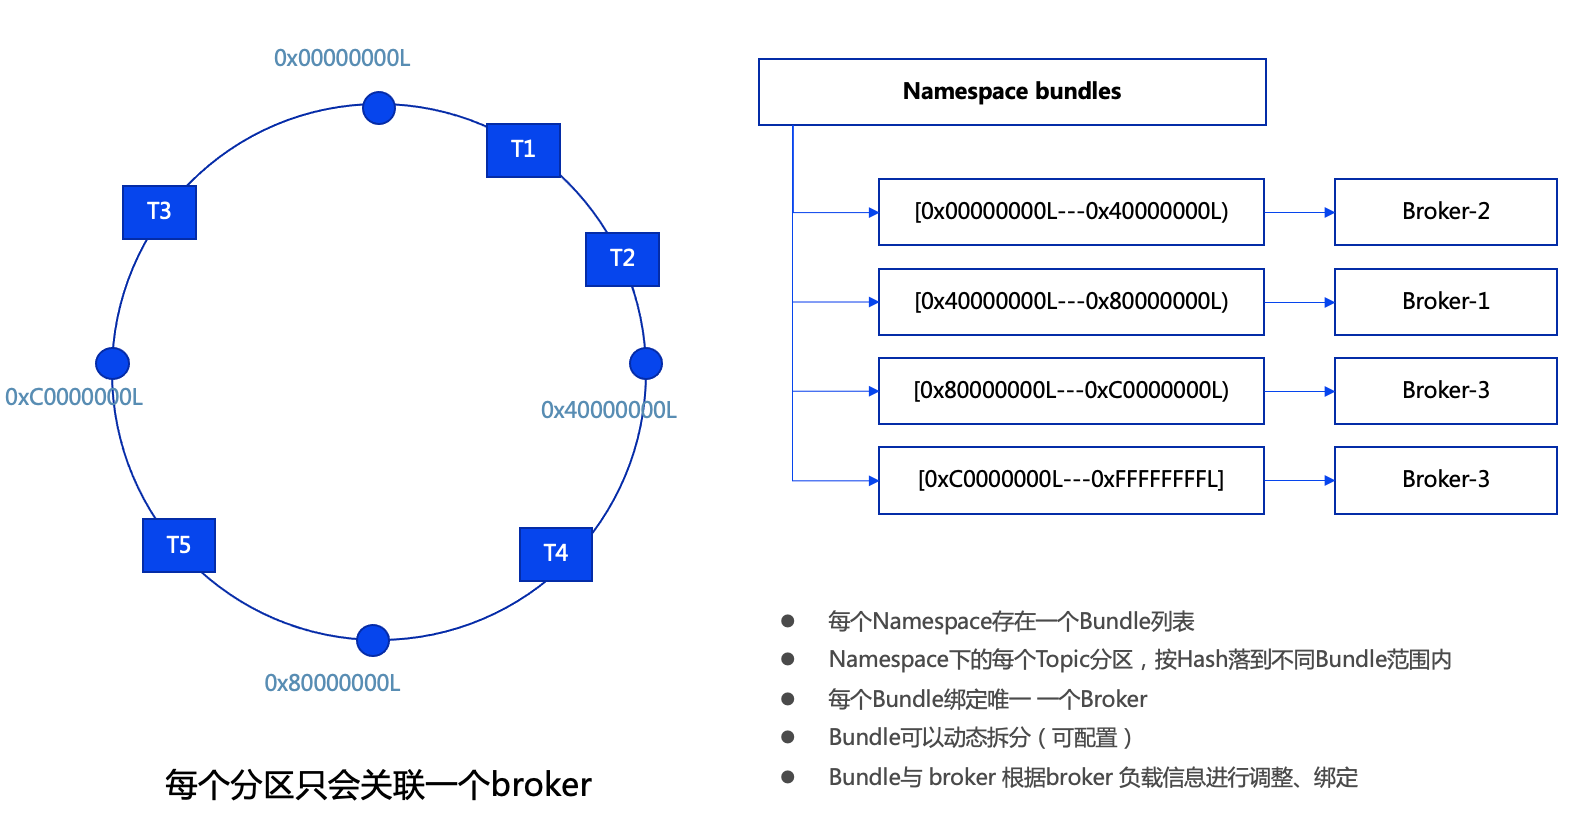 0x00000000L
T1
T3
T2
0xC0000000L
0x40000000L
T5
T4
0x80000000L
每个分区只会关联一个broker
Namespace bundles
[0x00000000L---0x40000000L)
Broker-2
[0x40000000L---0x80000000L)
Broker-1
[0x80000000L---0xC0000000L)
Broker-3
[0xC0000000L---0xFFFFFFFFL]
Broker-3
● 每个Namespace存在一个Bundle列表
● Namespace下的每个Topic分区，按Hash落到不同Bundle范围内
● 每个Bundle绑定唯一 一个Broker
● Bundle可以动态拆分（可配置）
● Bundle与 broker 根据broker 负载信息进行调整、绑定